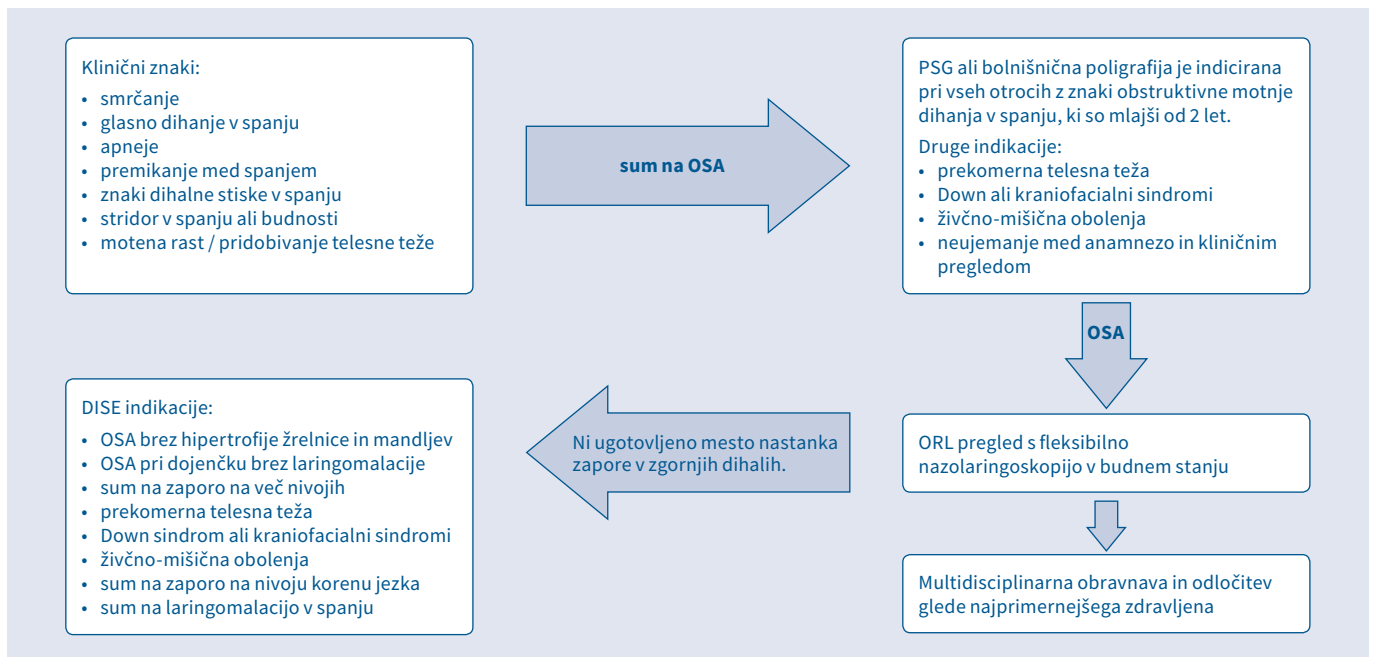 Klinični znaki:
• smrčanje
• glasno dihanje v spanju
• apneje
• premikanje med spanjem
• znaki dihalne stiske v spanju
• stridor v spanju ali budnosti
• motena rast / pridobivanje telesne teže
sum na OSA
PSG ali bolnišnična poligrafija je indicirana
pri vseh otrocih z znaki obstruktivne motnje
dihanja v spanju, ki so mlajši od 2 let.
Druge indikacije:
• prekomerna telesna teža
• Down ali kraniofacialni sindromi
• živčno-mišična obolenja
• neujemanje med anamnezo in kliničnim
pregledom
OSA
ORL pregled s fleksibilno
nazolaringoskopijo v budnem stanju
Multidisciplinarna obravnava in odločitev
glede najprimernejšega zdravljena
Ni ugotovljeno mesto nastanka
zapore v zgornjih dihalih.
DISE indikacije:
• OSA brez hipertrofije žrelnice in mandljev
• OSA pri dojenčku brez laringomalacije
• sum na zaporo na več nivojih
• prekomerna telesna teža
• Down sindrom ali kraniofacialni sindromi
• živčno-mišična obolenja
• sum na zaporo na nivoju korenu jezka
• sum na laringomalacijo v spanju